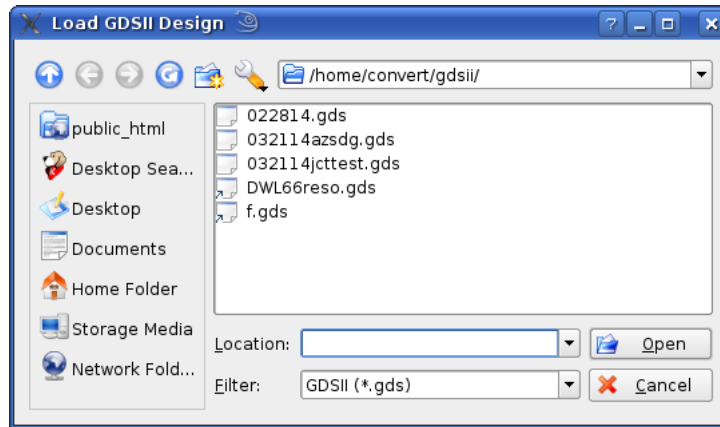 Load GDSII Design
/home/convert/gdsii/
public_html
Desktop Sea...
Desktop
Documents
Home Folder
Storage Media
Network Fold...
022814.gds
032114azsdg.gds
032114jcttest.gds
DWL66reso.gds
f.gds
Location:
Open
Filter:
GDSII (*.gds)
Cancel